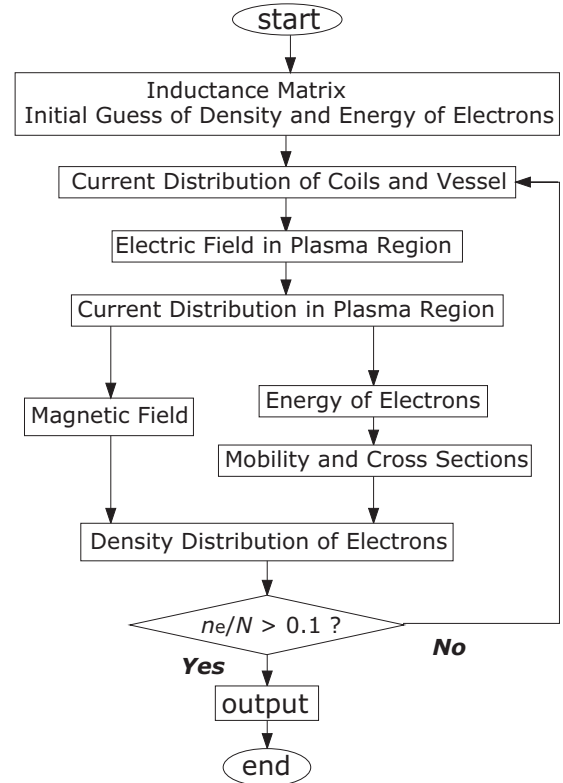 start
Inductance Matrix
Initial Guess of Density and Energy of Electrons
Current Distribution of Coils and Vessel
Electric Field in Plasma Region
Current Distribution in Plasma Region
Energy of Electrons
Magnetic Field
Mobility and Cross Sections
Density Distribution of Electrons
ne/N > 0.1 ?
No
Yes
output
end